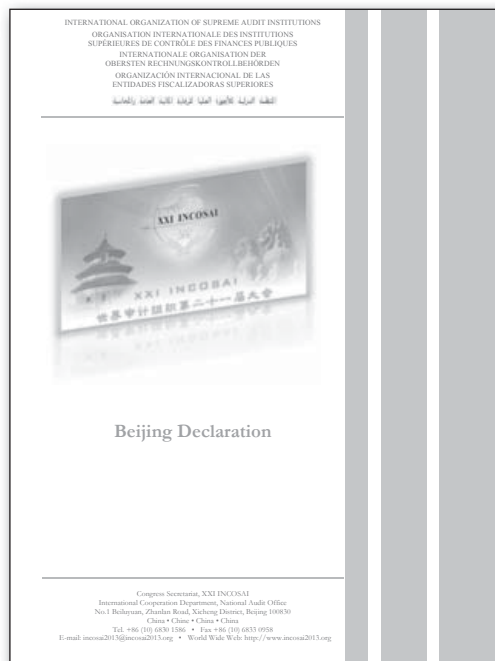 INTERNATIONAL ORGANIZATION OF SUPREME AUDIT INSTITUTIONS
ORGANISATION INTERNATIONALE DES INSTITUTIONS
SUPÉRIEURES DE CONTRÔLE DES FINANCES PUBLIQUES
INTERNATIONALE ORGANISATION DER
OBERSTEN RECHNUNGSKONTROLLBEHÖRDEN
ORGANIZACIÓN INTERNACIONAL DE LAS
ENTIDADES FISCALIZADORAS SUPERIORES
XXI INCOSAI
XXI INCOSAI
世界审计组织第二十一届大会
Beijing Declaration
Congress Secretariat, XXI INCOSAI
International Cooperation Department, National Audit Office
No.1 Beiluyuan, Zhanlan Road, Xicheng District, Beijing 100830
China • Chine • China • China
Tel. +86 (10) 6830 1586 • Fax +86 (10) 6833 0958
E-mail: incosai2013@incosai2013.org • World Wide Web: http://www.incosai2013.org